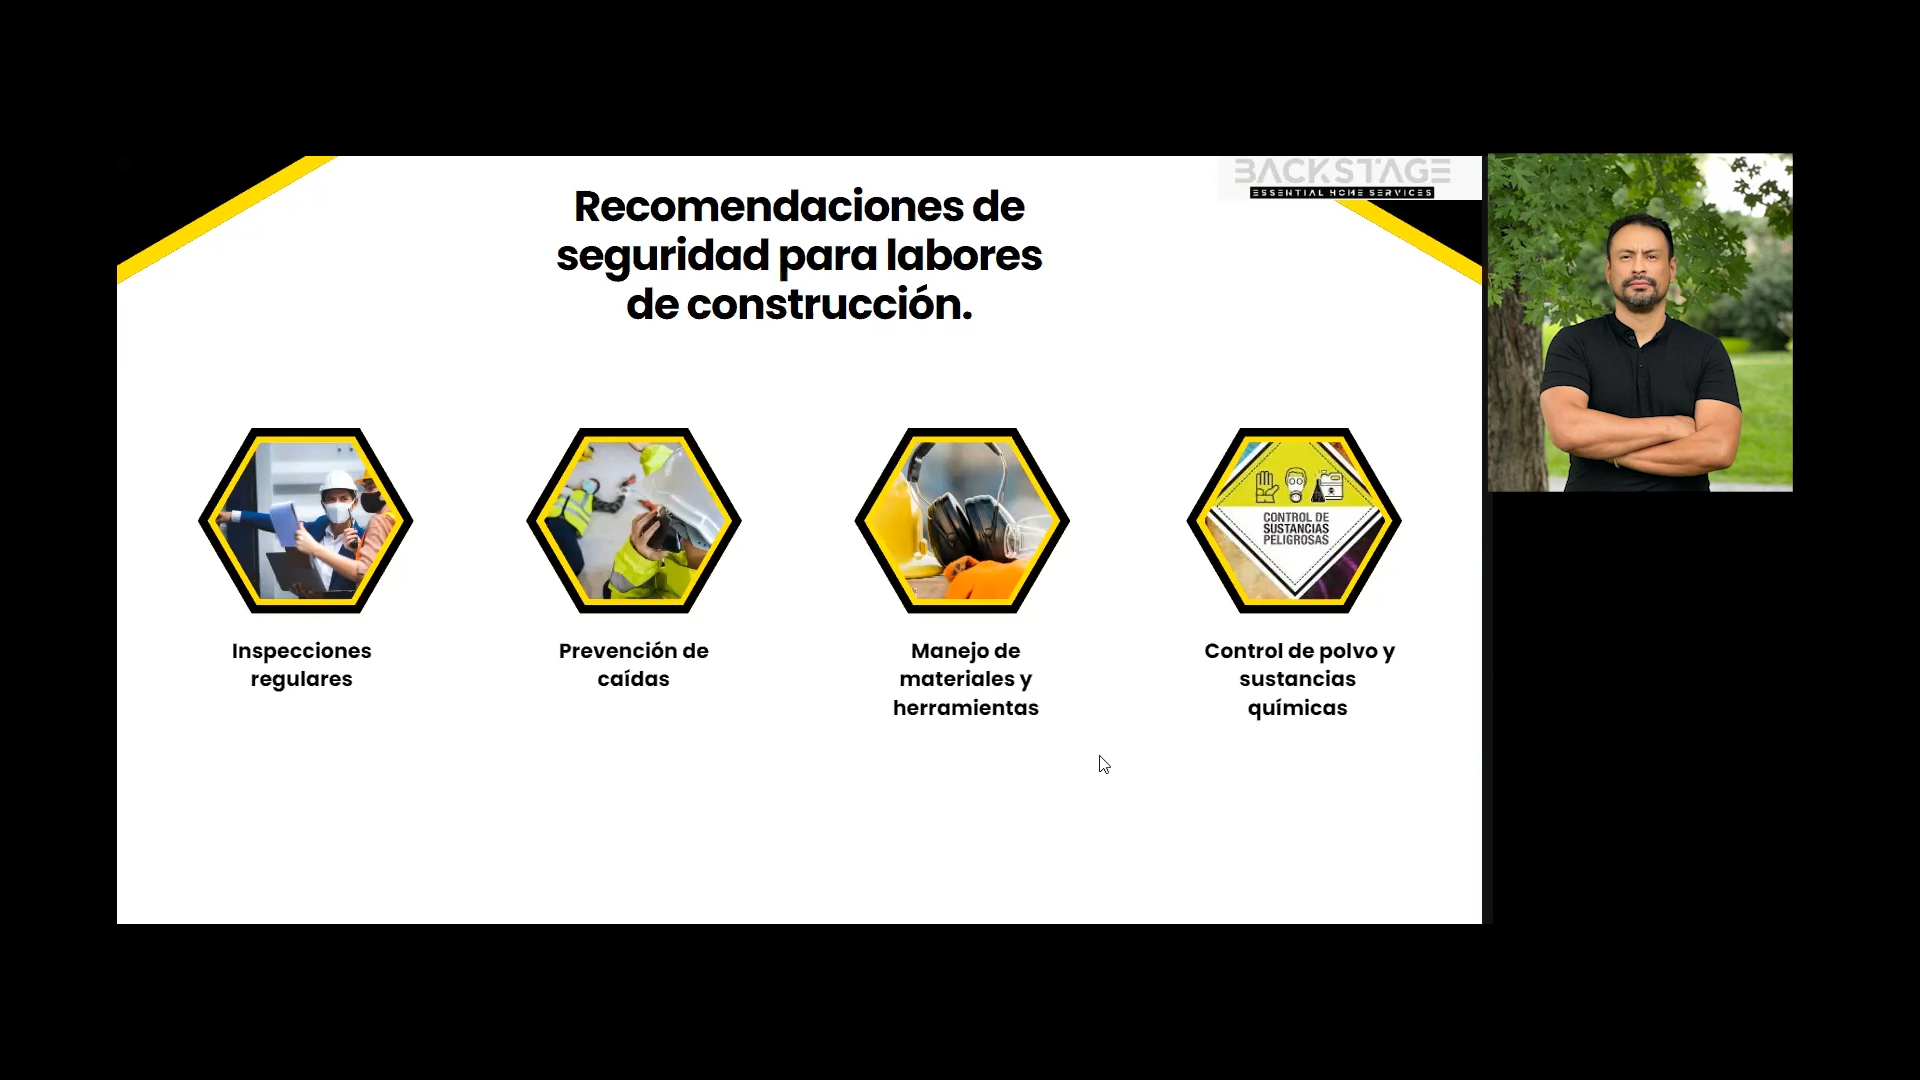 BACKSTAGE
ESSENTIAL HOME SERVICES
Recomendaciones de
seguridad para labores
de construcción.
CONTROL DE
SUSTANCIAS
PELIGROSAS
Inspecciones
regulares
Prevención de
caídas
Manejo de
materiales y
herramientas
Control de polvo y
sustancias
químicas